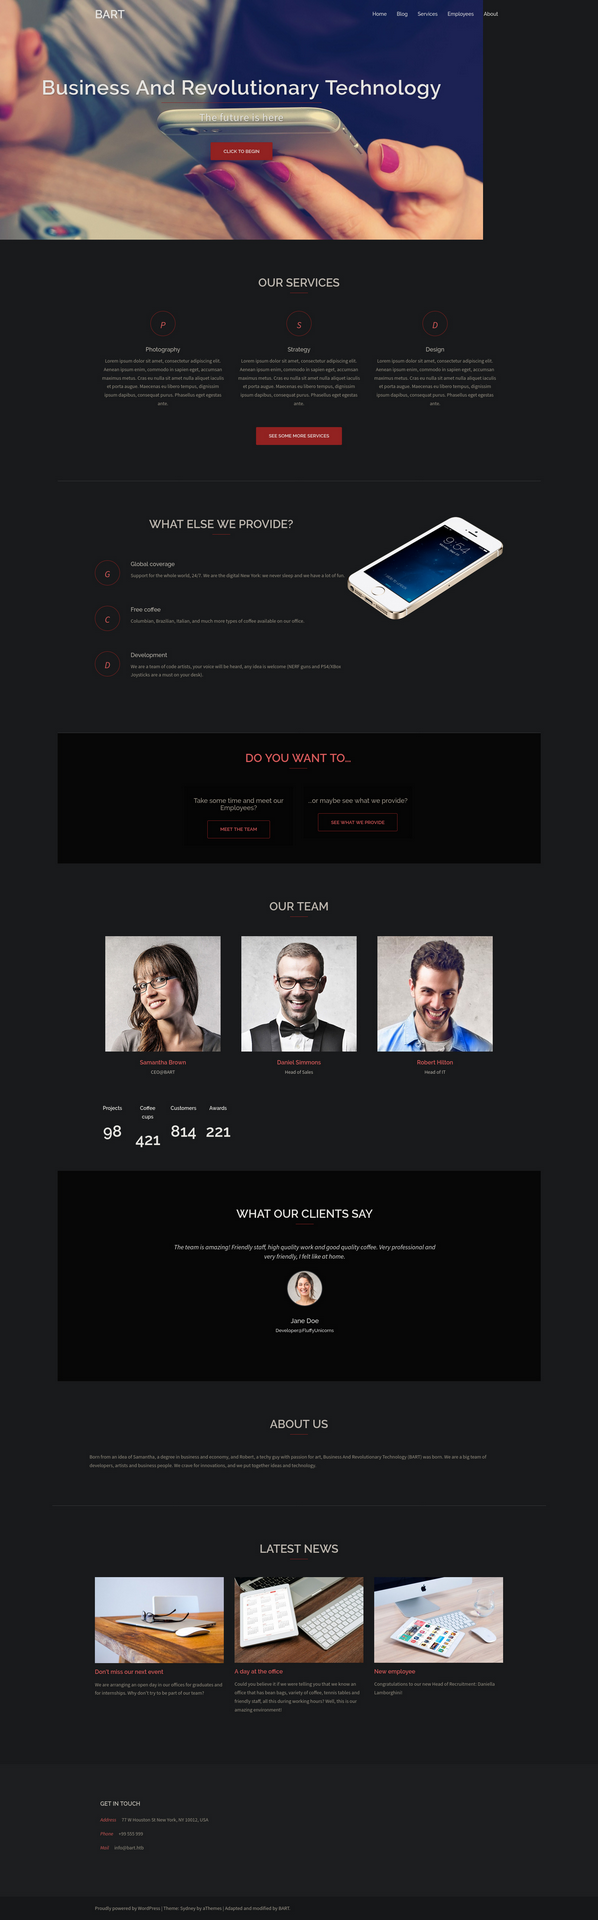 BART
Home Blog Services Employees About
Business And Revolutionary Technology
The future is here
CLICK TO BEGIN
OUR SERVICES
P
Photography
Lorem ipsum dolor sit amet, consectetur adipiscing elit.
Aenean ipsum enim, commodo in sapien eget, accumsan
maximus metus. Cras eu nulla sit amet nulla aliquet iaculis
et porta augue. Maecenas eu libero tempus, dignissim
ipsum dapibus, consequat purus. Phasellus eget egestas
ante.
S
Strategy
Lorem ipsum dolor sit amet, consectetur adipiscing elit.
Aenean ipsum enim, commodo in sapien eget, accumsan
maximus metus. Cras eu nulla sit amet nulla aliquet iaculis
et porta augue. Maecenas eu libero tempus, dignissim
ipsum dapibus, consequat purus. Phasellus eget egestas
ante.
D
Design
Lorem ipsum dolor sit amet, consectetur adipiscing elit.
Aenean ipsum enim, commodo in sapien eget, accumsan
maximus metus. Cras eu nulla sit amet nulla aliquet iaculis
et porta augue. Maecenas eu libero tempus, dignissim
ipsum dapibus, consequat purus. Phasellus eget egestas
ante.
SEE SOME MORE SERVICES
WHAT ELSE WE PROVIDE?
9:54
G
Global coverage
Support for the whole world, 24/7. We are the digital New York: we never sleep and we have a lot of fun.
C
Free coffee
Columbian, Brazilian, Italian, and much more types of coffee available on our office.
D
Development
We are a team of code artists, your voice will be heard, any idea is welcome (NERF guns and PS4/XBox
Joysticks are a must on your desk).
DO YOU WANT TO...
Take some time and meet our
Employees?
MEET THE TEAM
...or maybe see what we provide?
SEE WHAT WE PROVIDE
OUR TEAM
Samantha Brown
CEO@BART
Daniel Simmons
Head of Sales
Robert Hilton
Head of IT
Projects
98
Coffee
cups
421
Customers
814
Awards
221
WHAT OUR CLIENTS SAY
The team is amazing! Friendly staff, high quality work and good quality coffee. Very professional and
very friendly, I felt like at home.
Jane Doe
Developer@FluffyUnicorns
ABOUT US
Born from an idea of Samantha, a degree in business and economy, and Robert, a techy guy with passion for art, Business And Revolutionary Technology (BART) was born. We are a big team of
developers, artists and business people. We crave for innovations, and we put together ideas and technology.
LATEST NEWS
Don't miss our next event
We are arranging an open day in our offices for graduates and
for internships. Why don't try to be part of our team?
A day at the office
Could you believe it if we were telling you that we know an
office that has bean bags, variety of coffee, tennis tables and
friendly staff, all this during working hours? Well, this is our
amazing environment!
New employee
Congratulations to our new Head of Recruitment: Daniella
Lamborghini!
GET IN TOUCH
Address 77 W Houston St New York, NY 10012, USA
Phone +99 555 999
Mail info@bart.htb
Proudly powered by WordPress | Theme: Sydney by aThemes | Adapted and modified by BART.